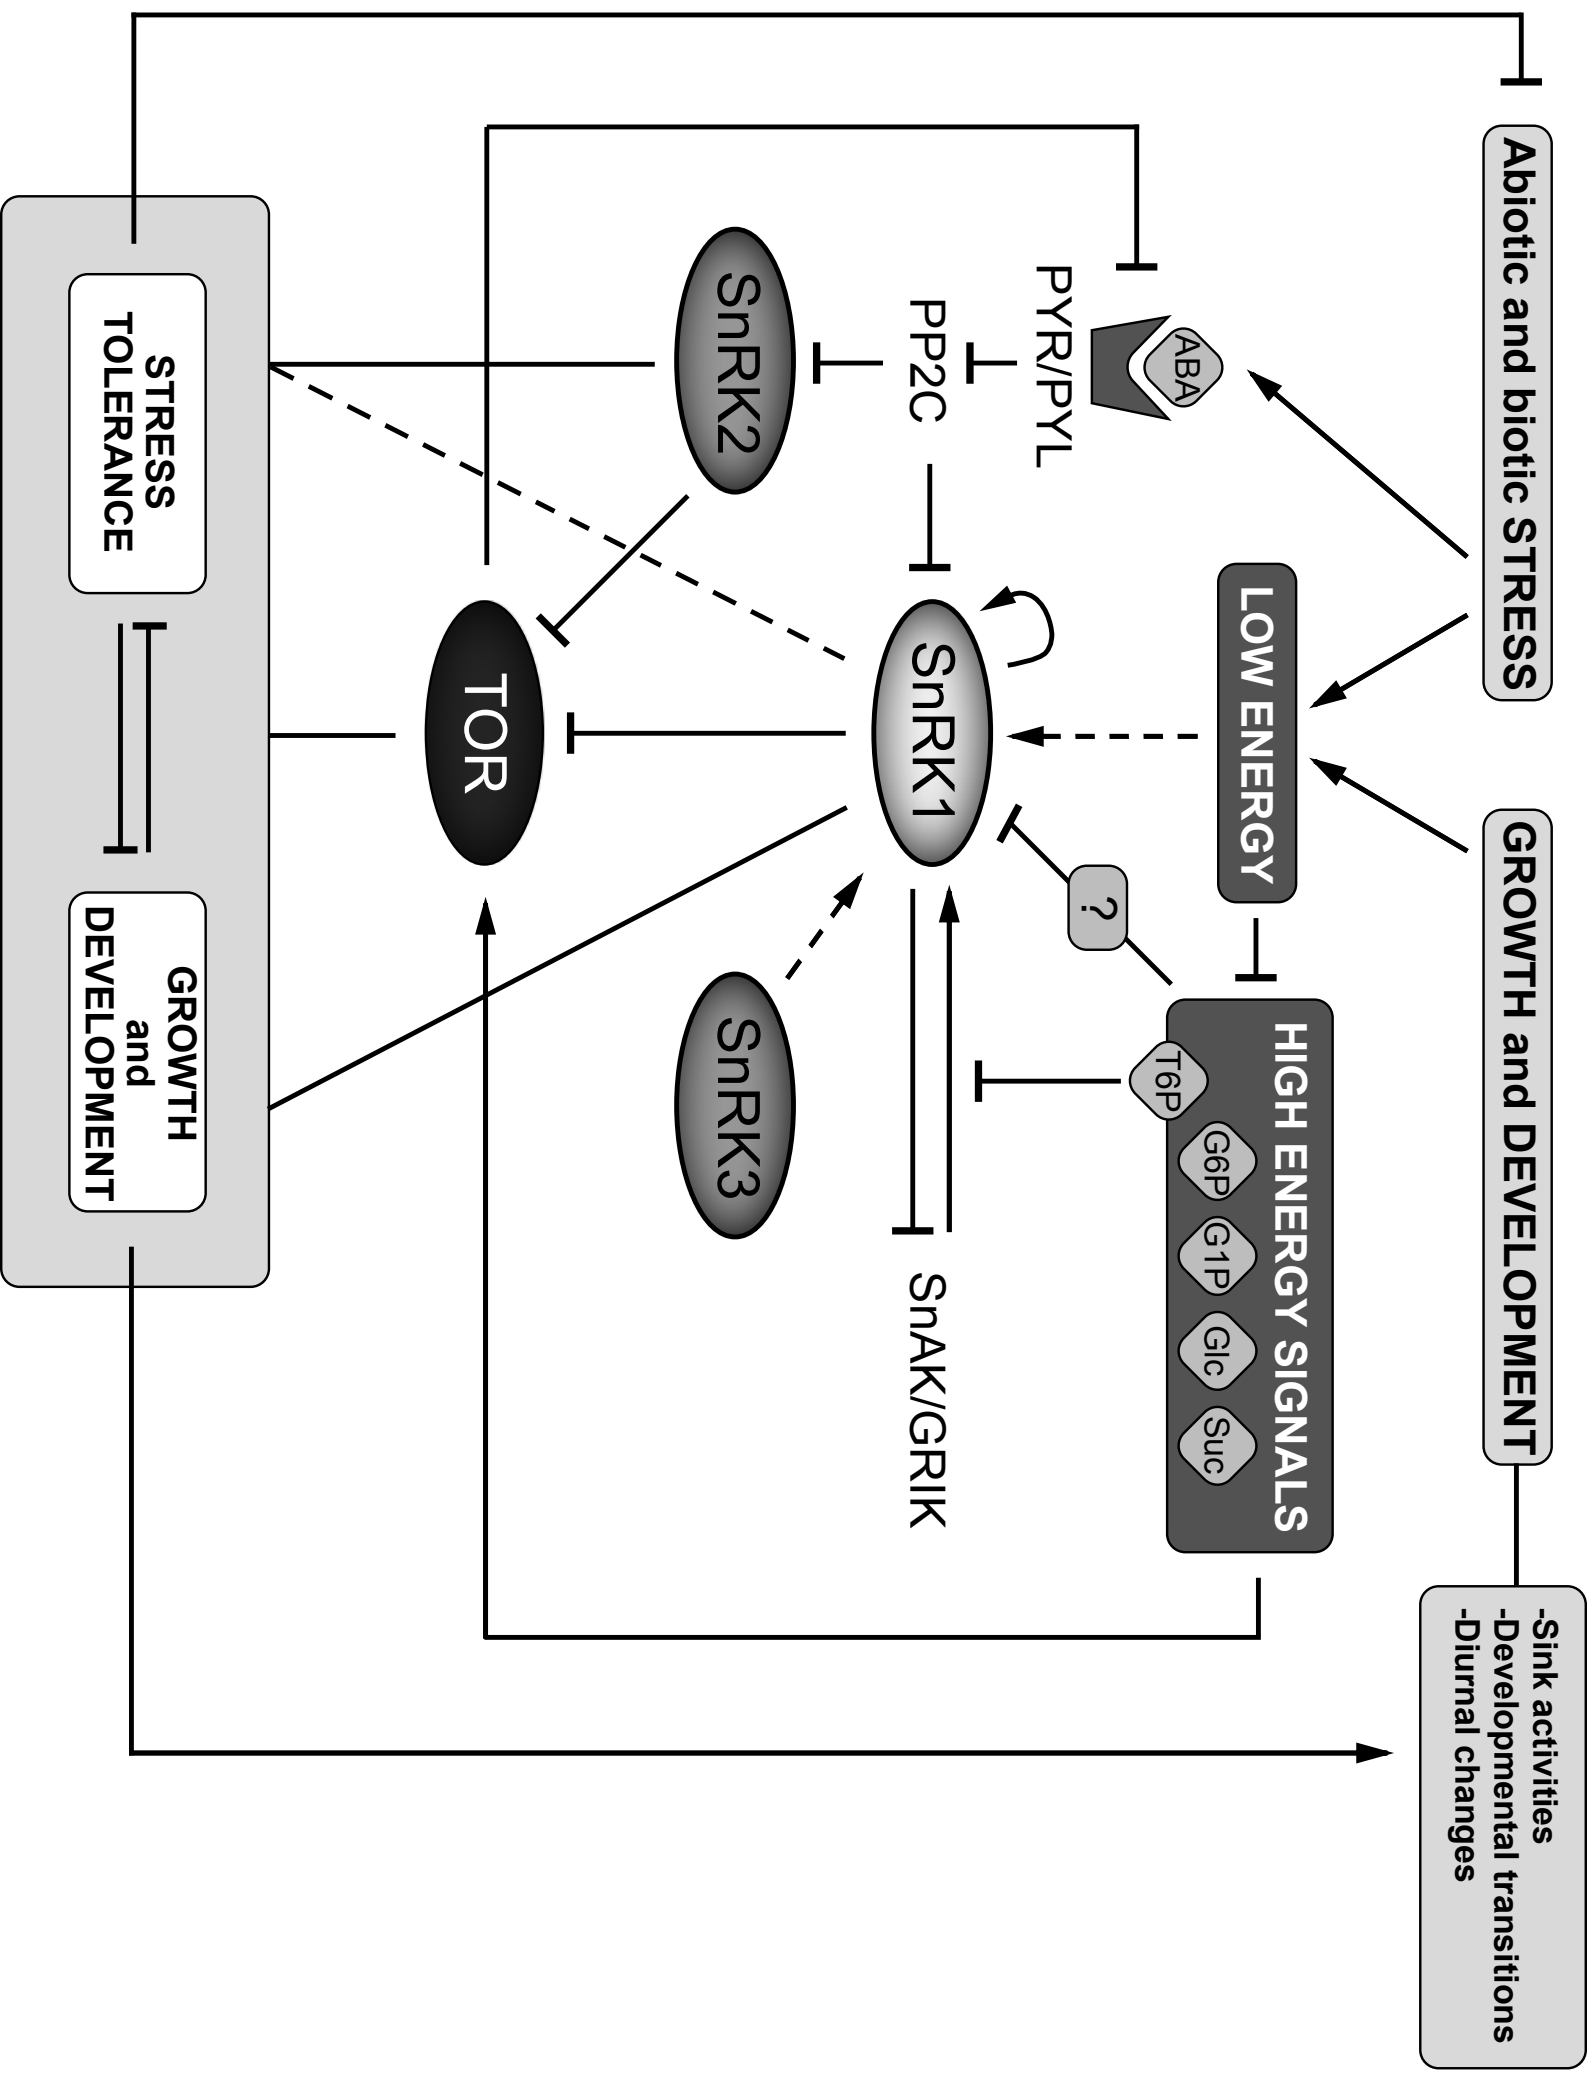 Abiotic and biotic STRESS
GROWTH and DEVELOPMENT
-Sink activities
-Developmental transitions
-Diurnal changes
LOW ENERGY
HIGH ENERGY SIGNALS
T6P
G6P
G1P
Glc
Suc
ABA
PYR/PYL
?
PP2C
SnRK1
SnAK/GRIK
SnRK2
SnRK3
TOR
STRESS
TOLERANCE
GROWTH
and
DEVELOPMENT